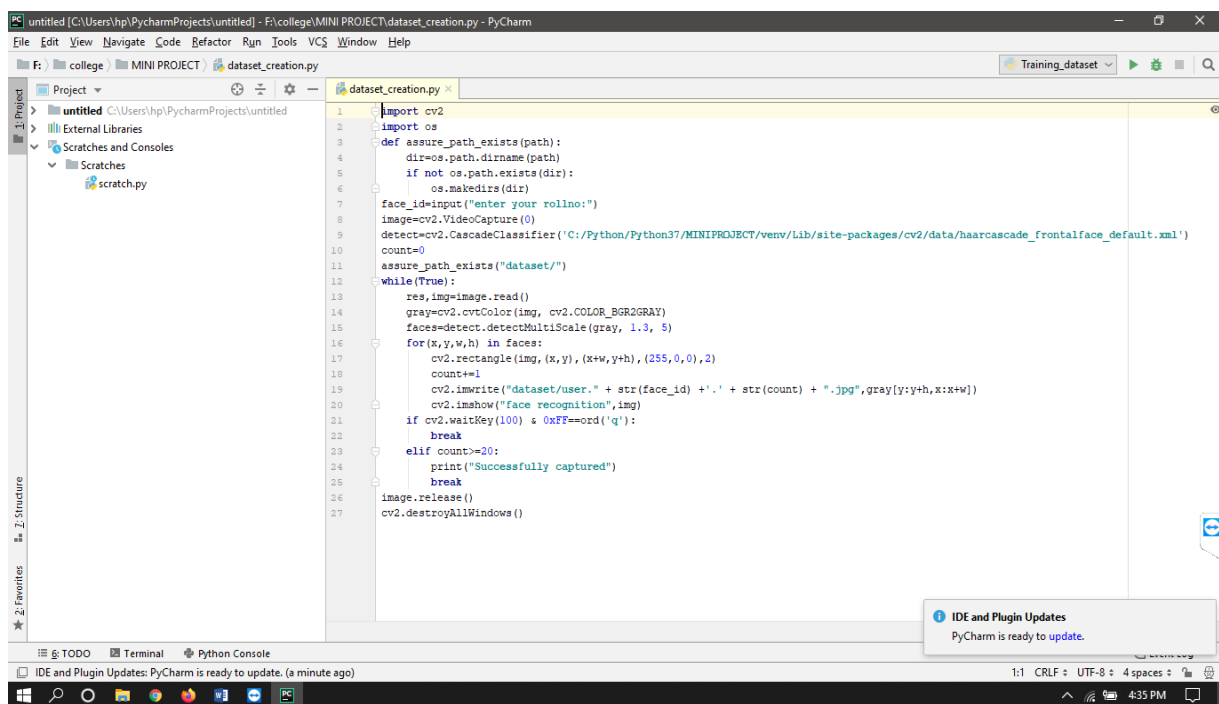 untitled [C:\Users\hp\PycharmProjects\untitled] - F:\college\MINI PROJECT\dataset_creation.py - PyCharm
File Edit View Navigate Code Refactor Run Tools VCS Window Help
F: college MINI PROJECT dataset_creation.py Training_dataset
Project dataset_creation.py
1: Project
untitled C:\Users\hp\PycharmProjects\untitled
External Libraries
Scratches and Consoles
Scratches
scratch.py
1 import cv2
2 import os
3 def assure_path_exists(path):
4     dir=os.path.dirname(path)
5     if not os.path.exists(dir):
6         os.makedirs(dir)
7 face_id=input("enter your rollno:")
8 image=cv2.VideoCapture(0)
9 detect=cv2.CascadeClassifier('C:/Python/Python37/MINIPROJECT/venv/Lib/site-packages/cv2/data/haarcascade_frontalface_default.xml')
10 count=0
11 assure_path_exists("dataset/")
12 while(True):
13     res,img=image.read()
14     gray=cv2.cvtColor(img, cv2.COLOR_BGR2GRAY)
15     faces=detect.detectMultiScale(gray, 1.3, 5)
16     for(x,y,w,h) in faces:
17         cv2.rectangle(img,(x,y),(x+w,y+h),(255,0,0),2)
18         count+=1
19         cv2.imwrite("dataset/user." + str(face_id) +'.' + str(count) + ".jpg",gray[y:y+h,x:x+w])
20         cv2.imshow("face recognition",img)
21     if cv2.waitKey(100) & 0xFF==ord('q'):
22         break
23     elif count>=20:
24         print("Successfully captured")
25         break
26 image.release()
27 cv2.destroyAllWindows()
7: Structure
2: Favorites
IDE and Plugin Updates
PyCharm is ready to update.
6: TODO Terminal Python Console
IDE and Plugin Updates: PyCharm is ready to update. (a minute ago) 1:1 CRLF UTF-8 4 spaces
4:35 PM